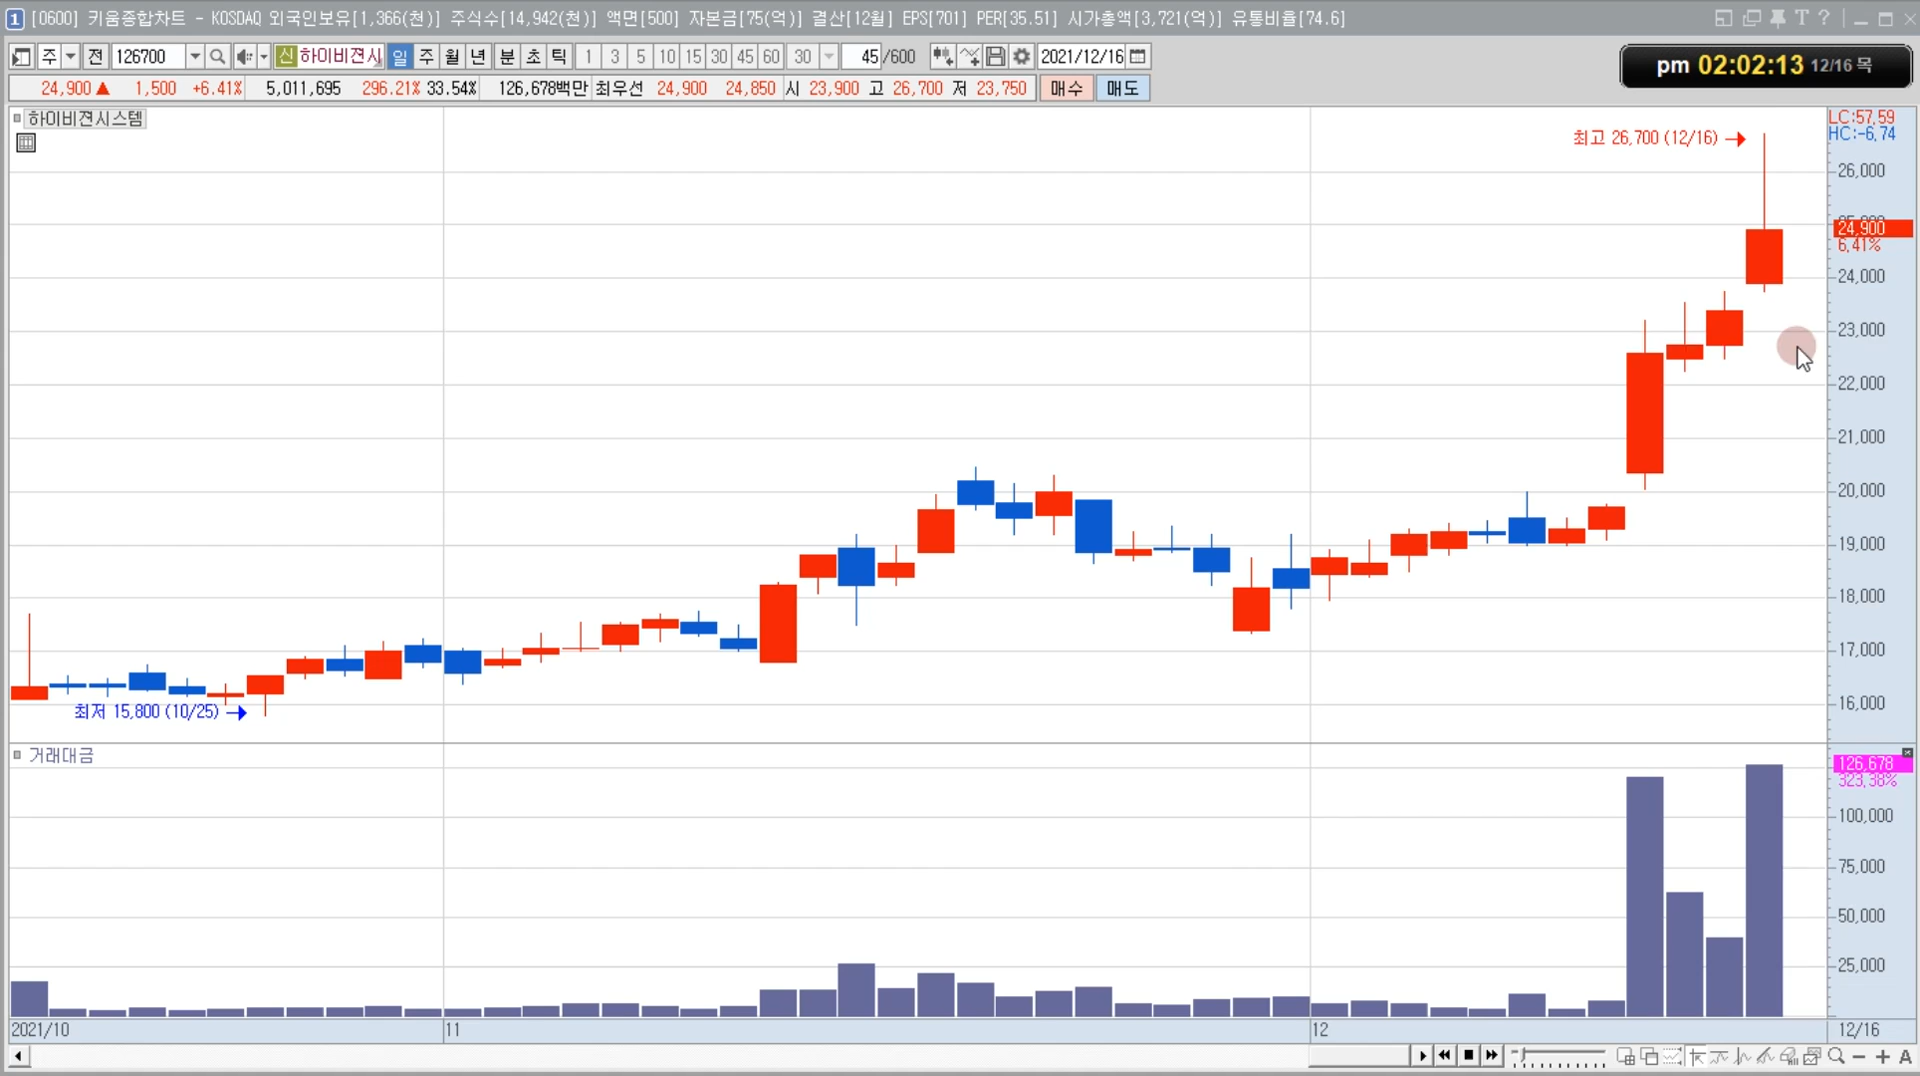 1 [0600] 키움종합차트 - KOSDAQ 외국인보유[1,366(천)] 주식수[14,942(천)] 액면[500] 자본금[75(억)] 결산[12월] EPS[701] PER[35.51] 시가총액[3,721(억)] 유통비율[74.6]
주 전 126700 신 하이비젼시 일 주 월 년 분 초 틱 1 3 5 10 15 30 45 60 30 45 /600 2021/12/16
pm 02:02:13 12/16 목
24,900 ▲ 1,500 +6.41% 5,011,695 296.21% 33.54% 126,678백만 최우선 24,900 24,850 시 23,900 고 26,700 저 23,750 매수 매도
하이비젼시스템
LC:57.59
HC:-6.74
최고 26,700 (12/16) →
26,000
24,900
6.41%
24,000
23,000
22,000
21,000
20,000
19,000
18,000
17,000
16,000
최저 15,800 (10/25) →
거래대금
126,678
323.38%
100,000
75,000
50,000
25,000
2021/10 11 12 12/16
A